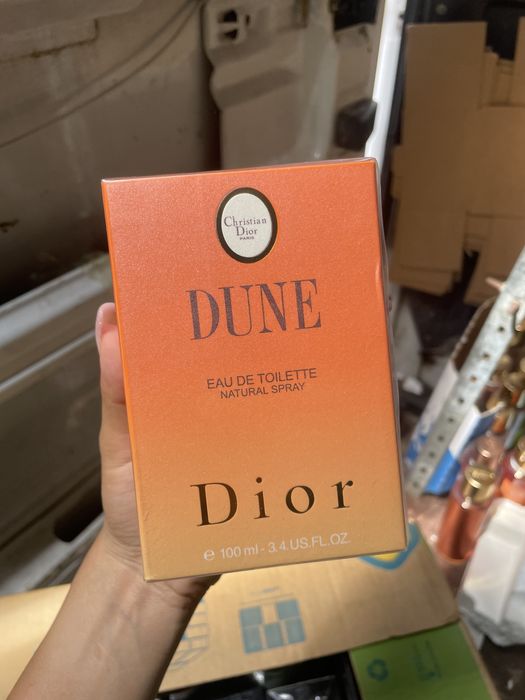 Christian
Dior
PARIS
DUNE
EAU DE TOILETTE
NATURAL SPRAY
Dior
e 100 ml - 3.4 US.FL.OZ.